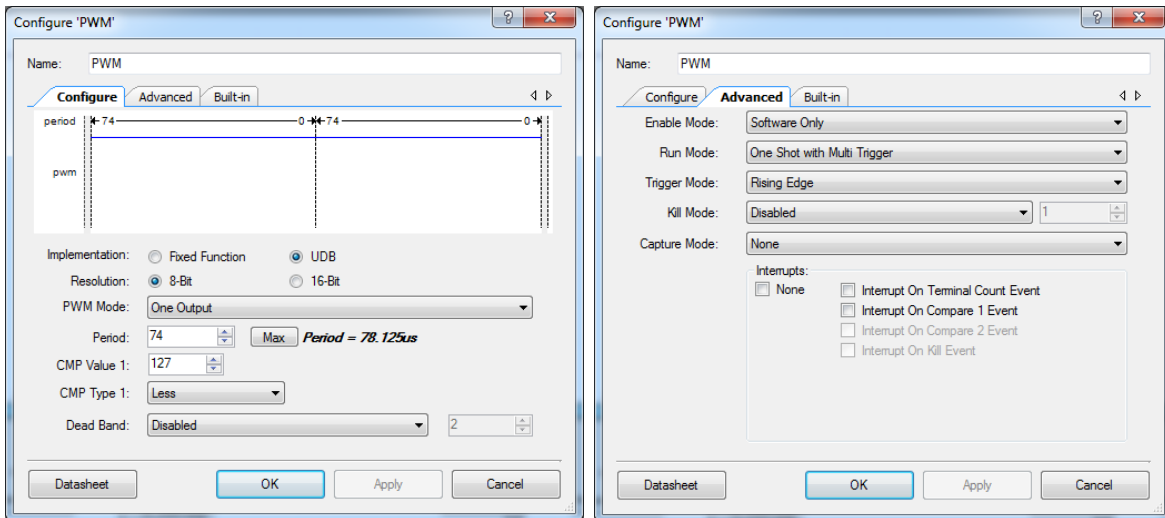 Configure 'PWM'
Name: PWM
Configure Advanced Built-in
period 74 0 74 0
pwm
Implementation: Fixed Function UDB
Resolution: 8-Bit 16-Bit
PWM Mode: One Output
Period: 74 Max Period = 78.125us
CMP Value 1: 127
CMP Type 1: Less
Dead Band: Disabled 2
Datasheet OK Apply Cancel
Configure 'PWM'
Name: PWM
Configure Advanced Built-in
Enable Mode: Software Only
Run Mode: One Shot with Multi Trigger
Trigger Mode: Rising Edge
Kill Mode: Disabled 1
Capture Mode: None
Interrupts:
None Interrupt On Terminal Count Event
Interrupt On Compare 1 Event
Interrupt On Compare 2 Event
Interrupt On Kill Event
Datasheet OK Apply Cancel